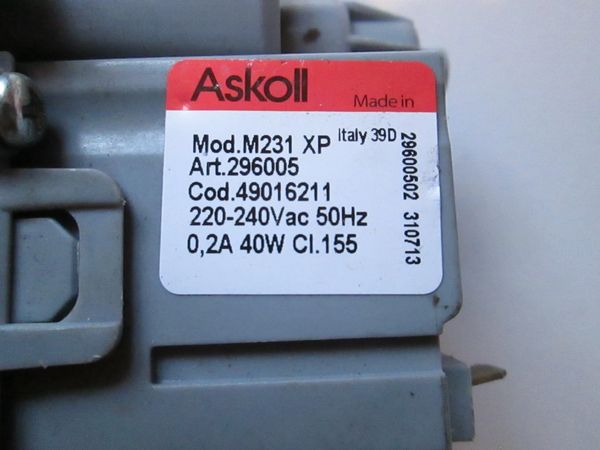 Askoll
Made in
Italy 39D
Mod.M231 XP
Art.296005
Cod.49016211
220-240Vac 50Hz
0,2A 40W Cl.155
29600502 310713